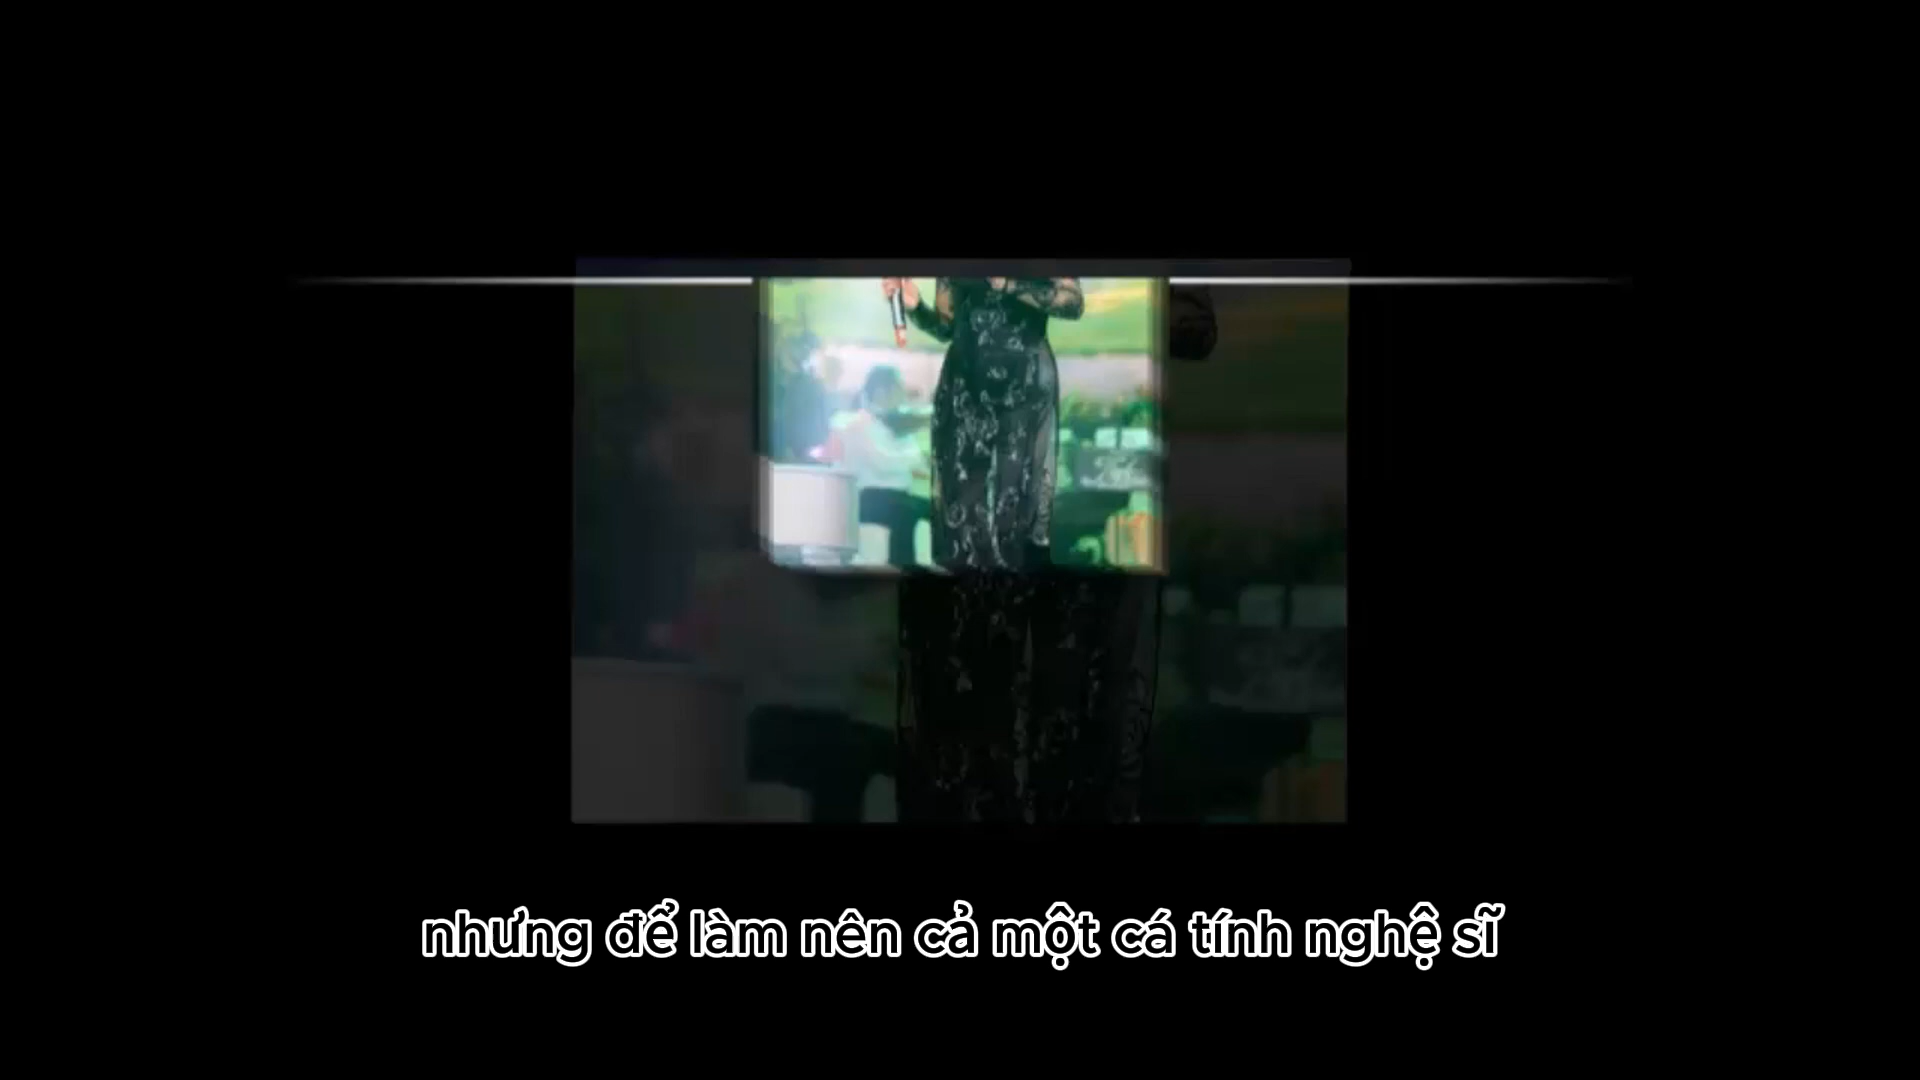 nhưng để làm nên cả một cá tính nghệ sĩ